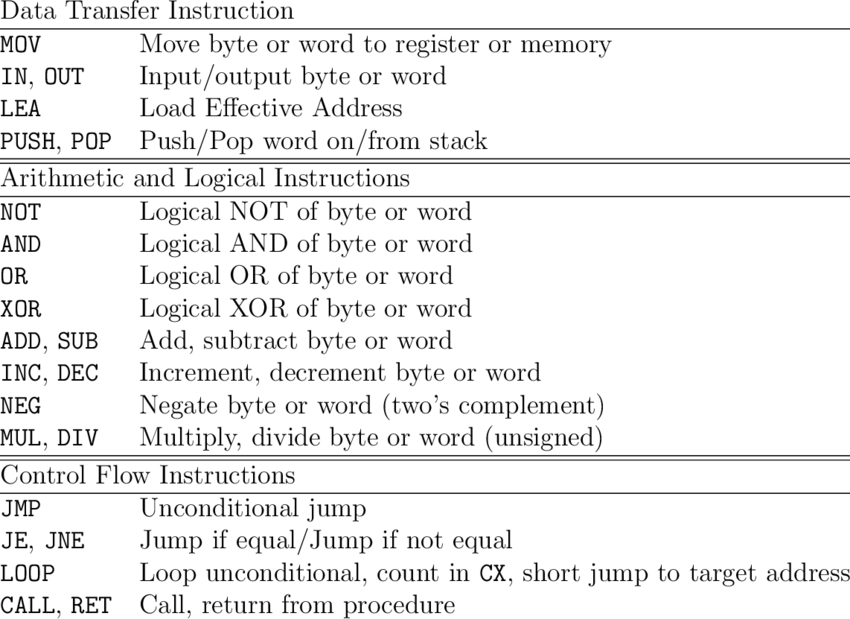 Data Transfer Instruction
MOV Move byte or word to register or memory
IN, OUT Input/output byte or word
LEA Load Effective Address
PUSH, POP Push/Pop word on/from stack
Arithmetic and Logical Instructions
NOT Logical NOT of byte or word
AND Logical AND of byte or word
OR Logical OR of byte or word
XOR Logical XOR of byte or word
ADD, SUB Add, subtract byte or word
INC, DEC Increment, decrement byte or word
NEG Negate byte or word (two's complement)
MUL, DIV Multiply, divide byte or word (unsigned)
Control Flow Instructions
JMP Unconditional jump
JE, JNE Jump if equal/Jump if not equal
LOOP Loop unconditional, count in CX, short jump to target address
CALL, RET Call, return from procedure